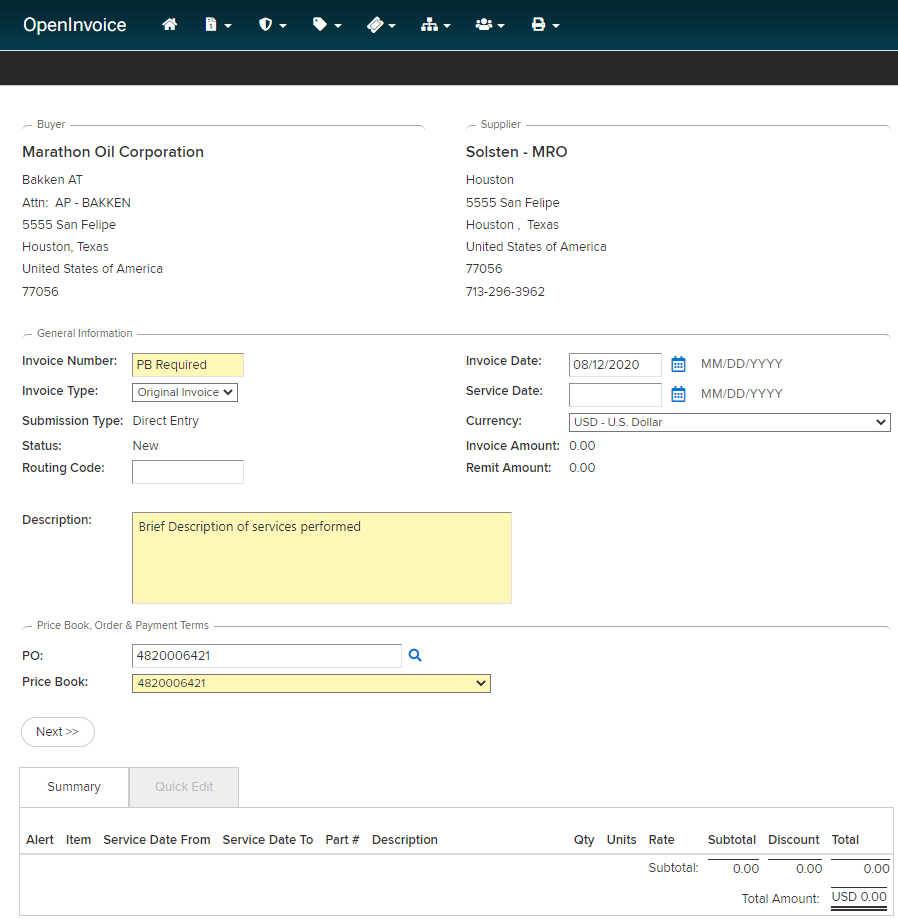 OpenInvoice
Buyer
Marathon Oil Corporation
Bakken AT
Attn: AP - BAKKEN
5555 San Felipe
Houston, Texas
United States of America
77056
Supplier
Solsten - MRO
Houston
5555 San Felipe
Houston , Texas
United States of America
77056
713-296-3962
General Information
Invoice Number: PB Required
Invoice Type: Original Invoice
Submission Type: Direct Entry
Status: New
Routing Code:
Invoice Date: 08/12/2020 MM/DD/YYYY
Service Date: MM/DD/YYYY
Currency: USD - U.S. Dollar
Invoice Amount: 0.00
Remit Amount: 0.00
Description: Brief Description of services performed
Price Book, Order & Payment Terms
PO: 4820006421
Price Book: 4820006421
Next >>
Summary Quick Edit
Alert Item Service Date From Service Date To Part # Description Qty Units Rate Subtotal Discount Total
Subtotal: 0.00 0.00 0.00
Total Amount: USD 0.00